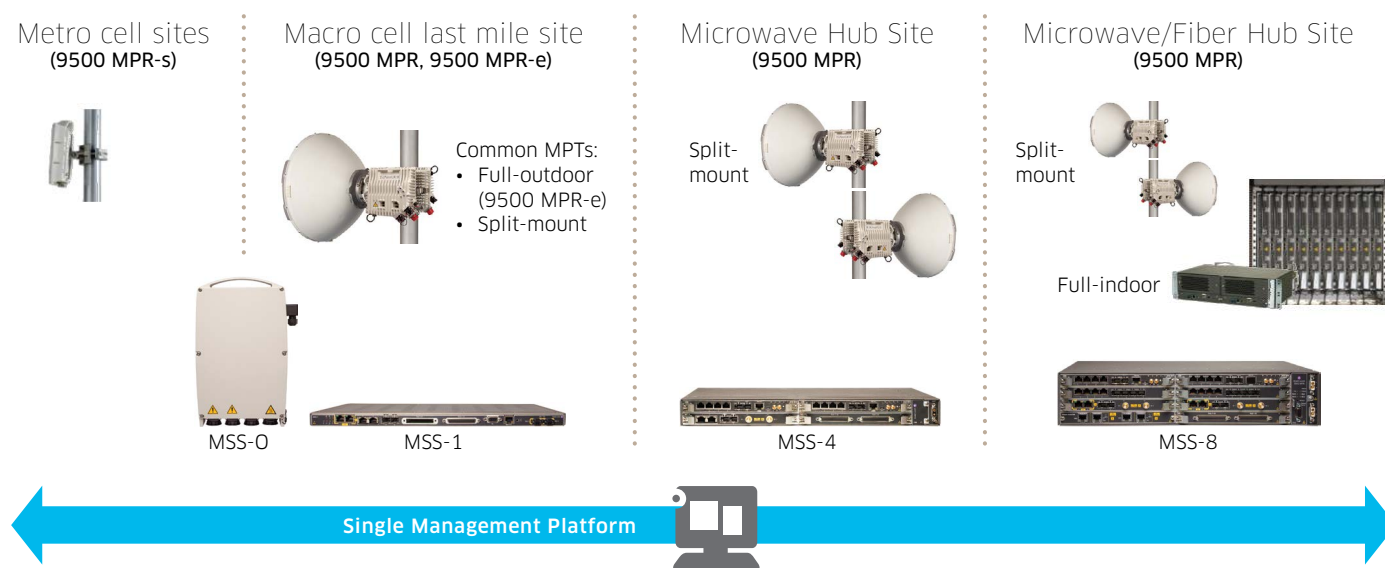 Metro cell sites
(9500 MPR-s)
Macro cell last mile site
(9500 MPR, 9500 MPR-e)
Microwave Hub Site
(9500 MPR)
Microwave/Fiber Hub Site
(9500 MPR)
Common MPTs:
• Full-outdoor
(9500 MPR-e)
• Split-mount
Split-
mount
Split-
mount
Full-indoor
MSS-O
MSS-1
MSS-4
MSS-8
Single Management Platform